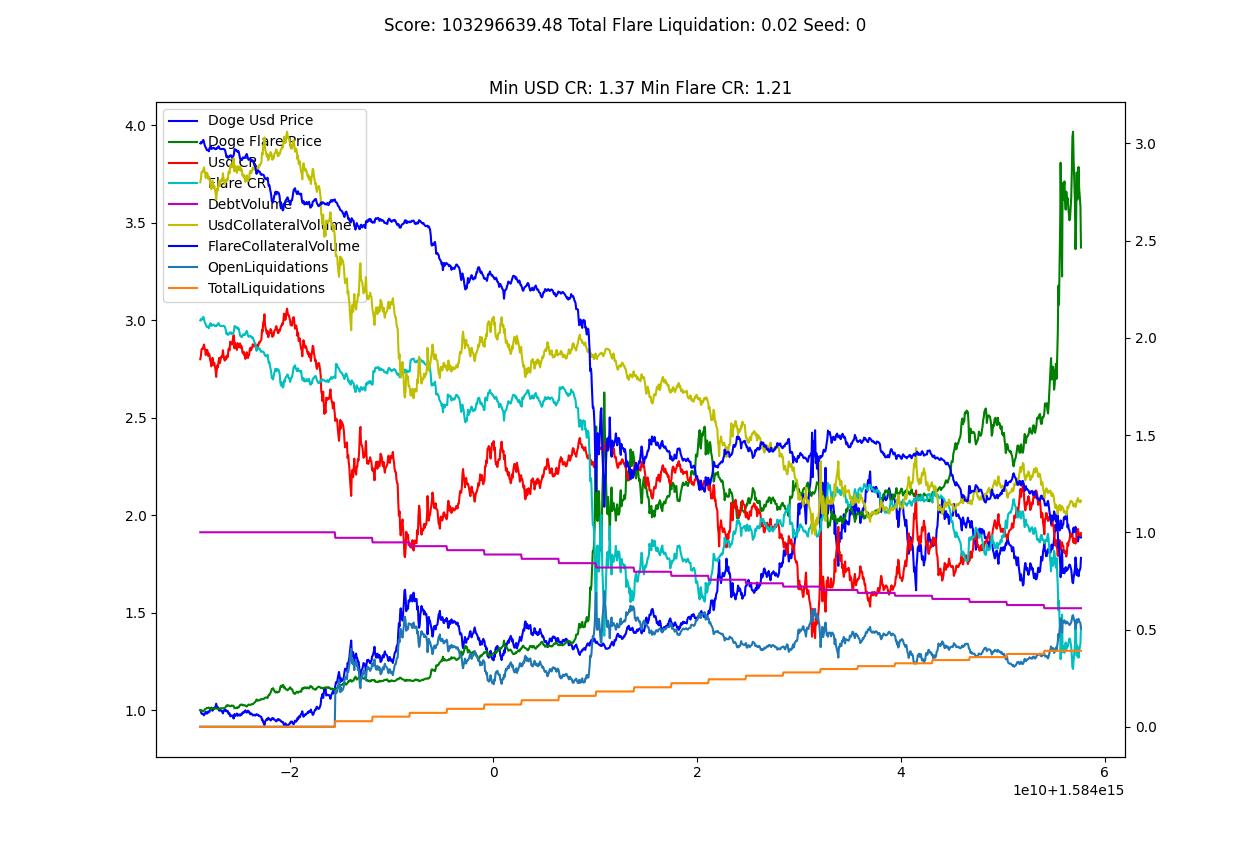 Score: 103296639.48 Total Flare Liquidation: 0.02 Seed: 0
Min USD CR: 1.37 Min Flare CR: 1.21
Doge Usd Price
Doge Flare Price
Usd CR
Flare CR
DebtVolume
UsdCollateralVolume
FlareCollateralVolume
OpenLiquidations
TotalLiquidations
4.0
3.5
3.0
2.5
2.0
1.5
1.0
3.0
2.5
2.0
1.5
1.0
0.5
0.0
−2
0
2
4
6
1e10+1.584e15